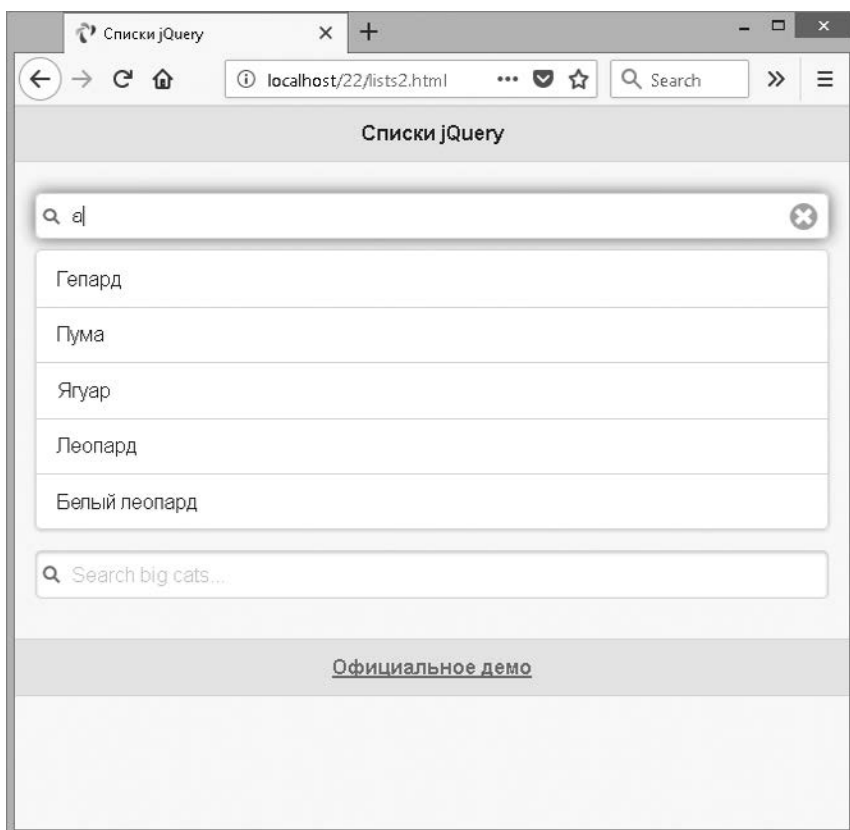 Списки jQuery
localhost/22/lists2.html
Search
Списки jQuery
а
Гепард
Пума
Ягуар
Леопард
Белый леопард
Search big cats...
Официальное демо